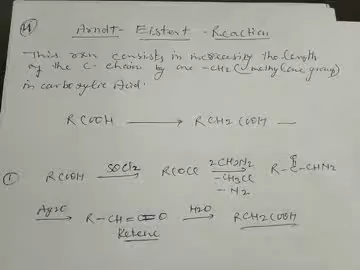 4) Arndt- Eistert - Reaction
This rxn consists in increasing the length
of the C- chain by one -CH2 (methylene group)
in carboxylic Acid.
RCOOH ⟶ RCH2COOH —
① RCOOH SOCl2→ RCOCl 2CH2N2→ -CH3Cl -N2 R-C(=O)-CHN2
Ag2O→ R-CH=C=O H2O→ RCH2COOH
Ketene